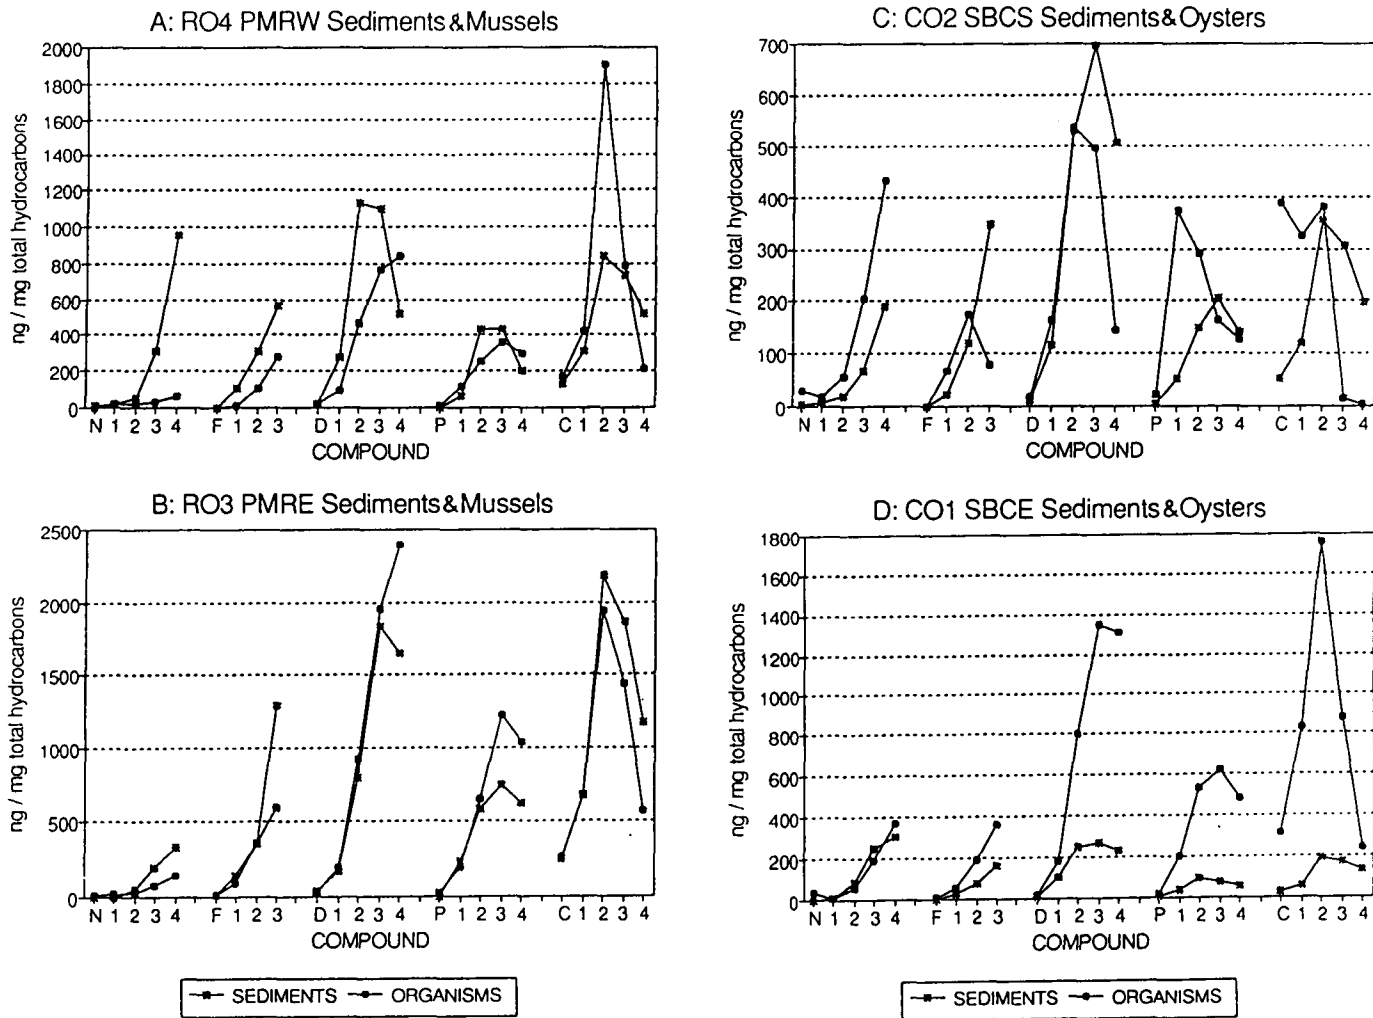 A: RO4 PMRW Sediments&Mussels
2000
1800
1600
1400
1200
1000
800
600
400
200
0
ng / mg total hydrocarbons
N 1 2 3 4 F 1 2 3 D 1 2 3 4 P 1 2 3 4 C 1 2 3 4
COMPOUND
B: RO3 PMRE Sediments&Mussels
2500
2000
1500
1000
500
0
ng / mg total hydrocarbons
N 1 2 3 4 F 1 2 3 D 1 2 3 4 P 1 2 3 4 C 1 2 3 4
COMPOUND
SEDIMENTS ORGANISMS
C: CO2 SBCS Sediments&Oysters
700
600
500
400
300
200
100
0
ng / mg total hydrocarbons
N 1 2 3 4 F 1 2 3 D 1 2 3 4 P 1 2 3 4 C 1 2 3 4
COMPOUND
D: CO1 SBCE Sediments&Oysters
1800
1600
1400
1200
1000
800
600
400
200
0
ng / mg total hydrocarbons
N 1 2 3 4 F 1 2 3 D 1 2 3 4 P 1 2 3 4 C 1 2 3 4
COMPOUND
SEDIMENTS ORGANISMS